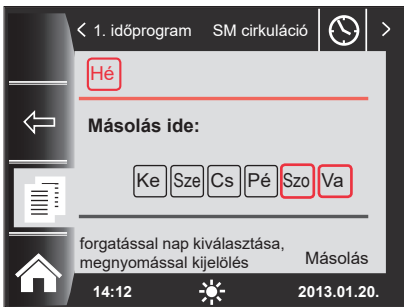 1. időprogram SM cirkuláció
Hé
Másolás ide:
Ke Sze Cs Pé Szo Va
forgatással nap kiválasztása,
megnyomással kijelölés Másolás
14:12 2013.01.20.